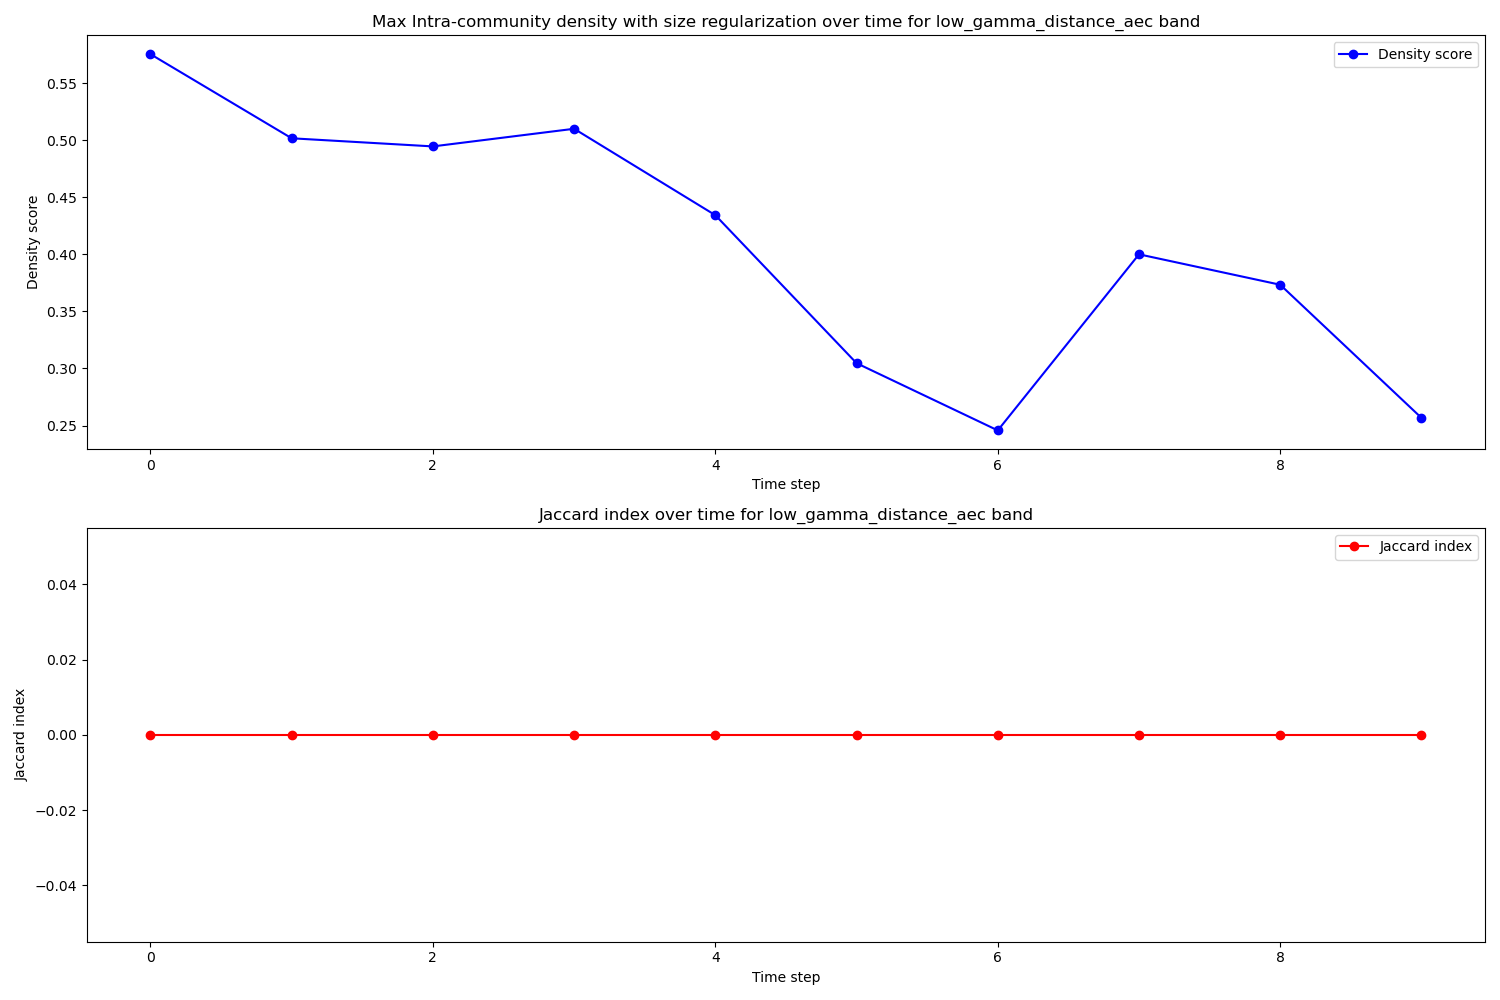 Max Intra-community density with size regularization over time for low_gamma_distance_aec band
Density score
0.55
0.50
0.45
0.40
0.35
0.30
0.25
Density score
0 2 4 6 8
Time step
Jaccard index over time for low_gamma_distance_aec band
Jaccard index
0.04
0.02
0.00
−0.02
−0.04
Jaccard index
0 2 4 6 8
Time step